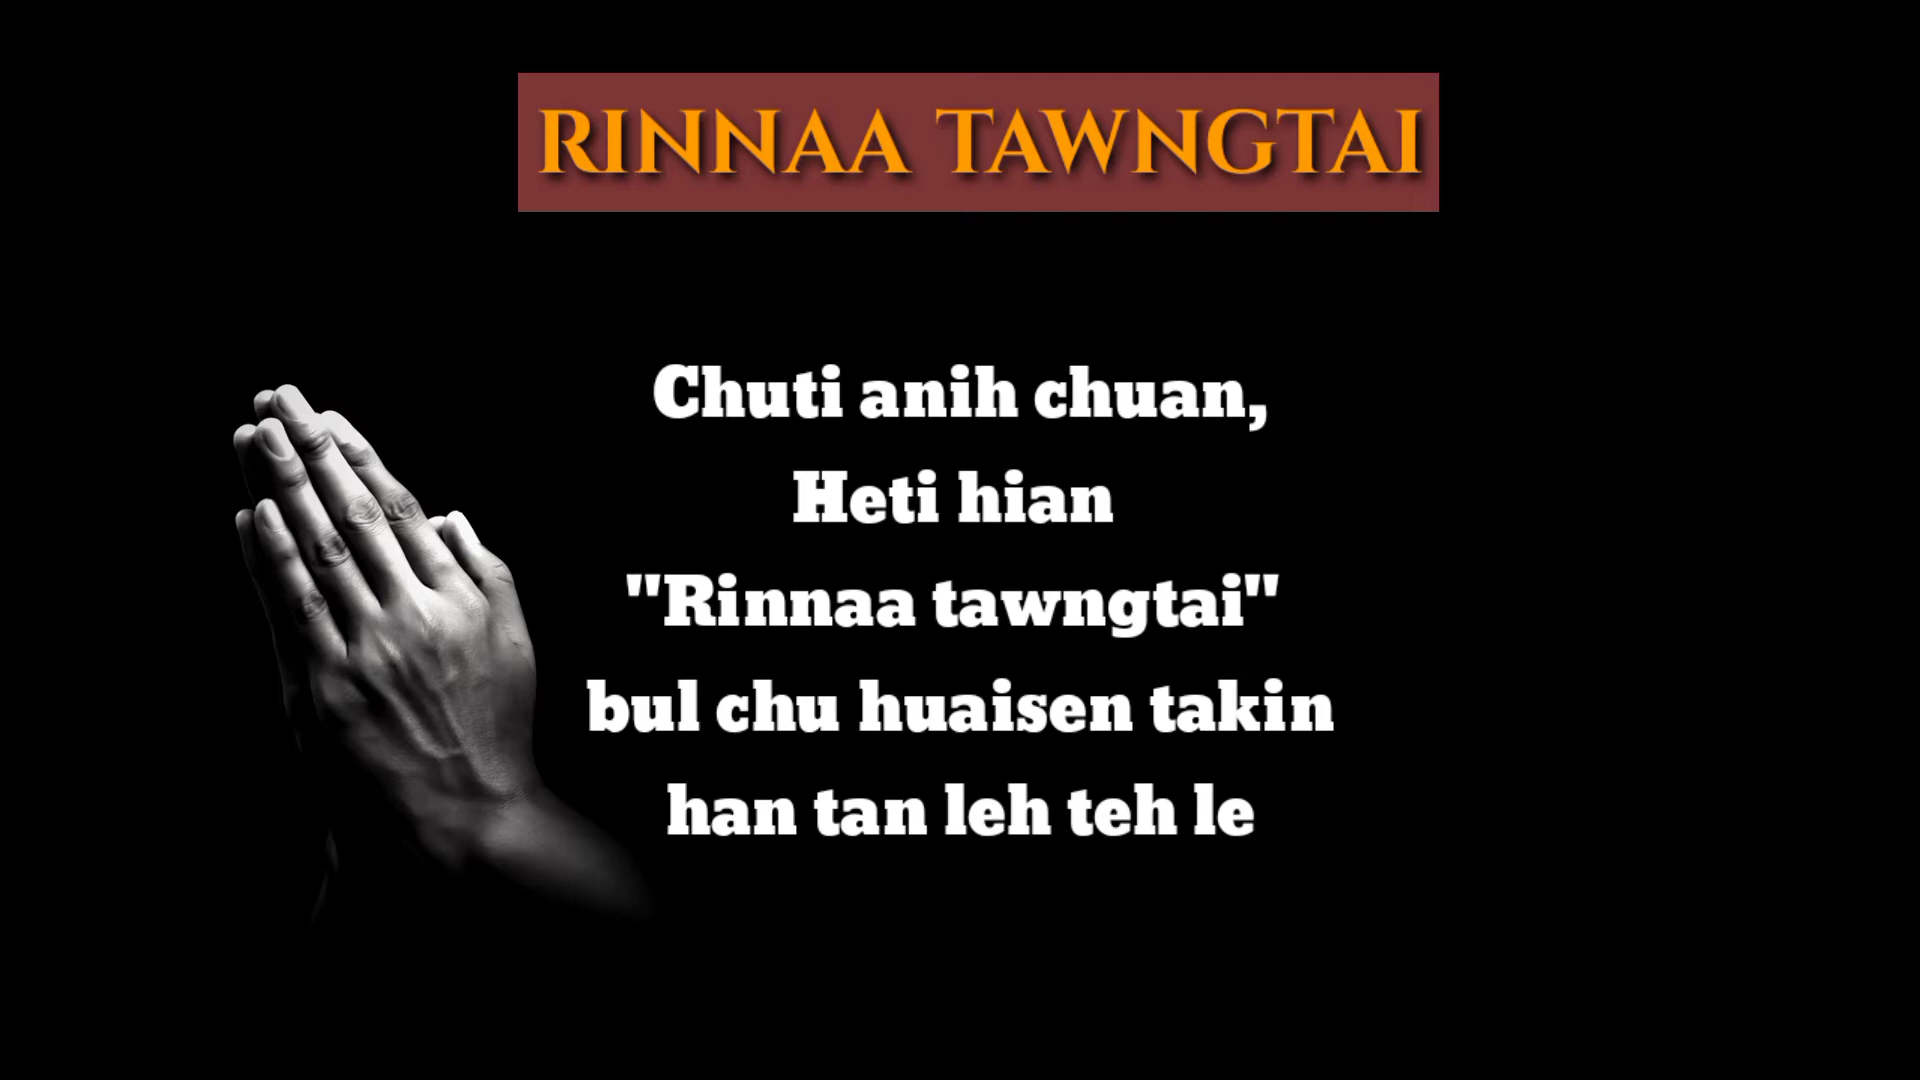 RINNAA TAWNGTAI
Chuti anih chuan,
Heti hian
"Rinnaa tawngtai"
bul chu huaisen takin
han tan leh teh le